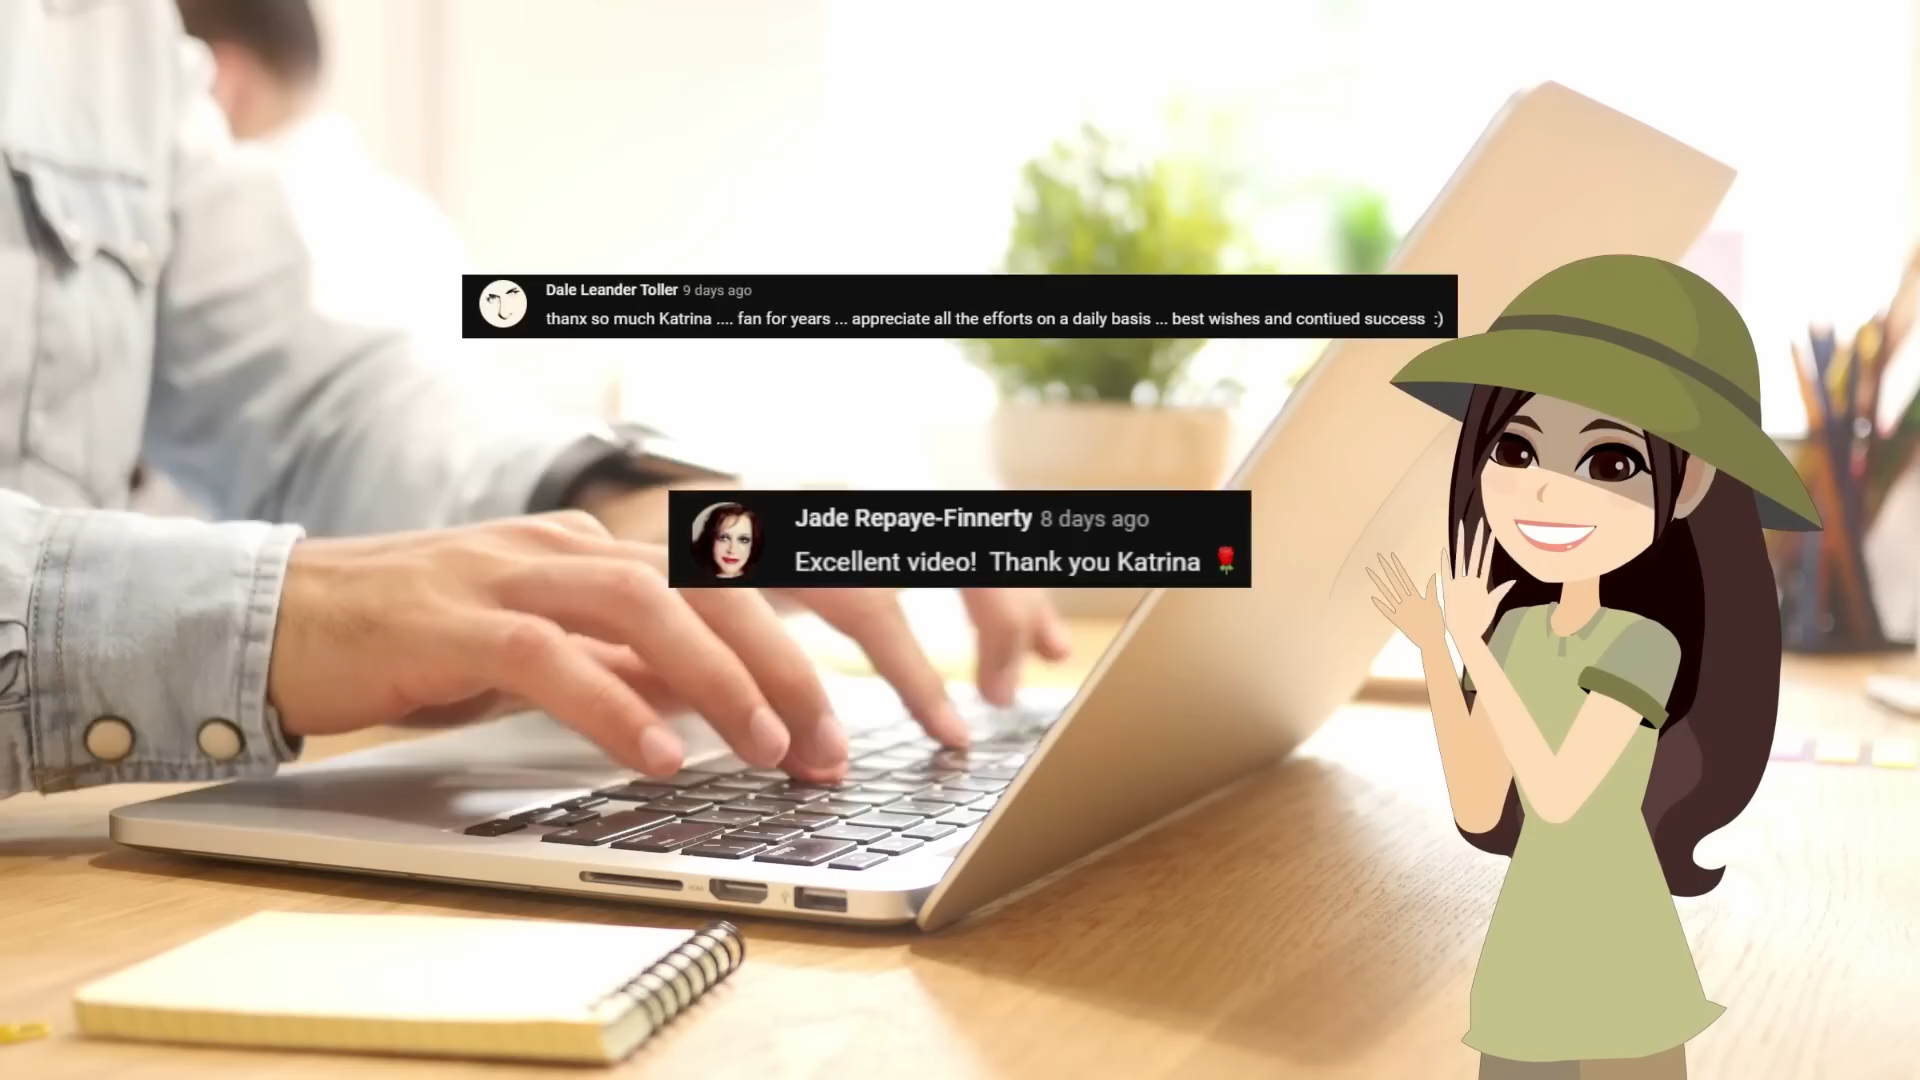 Dale Leander Toller 9 days ago
thanx so much Katrina .... fan for years ... appreciate all the efforts on a daily basis ... best wishes and contiued success :)
Jade Repaye-Finnerty 8 days ago
Excellent video! Thank you Katrina 🌹